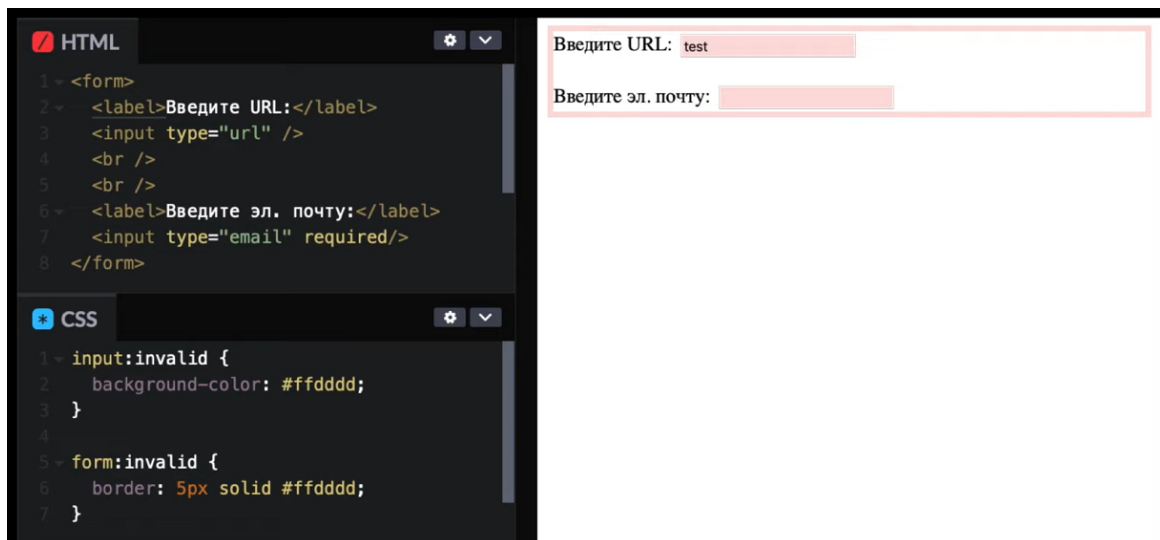 HTML
1 <form>
2 <label>Введите URL:</label>
3 <input type="url" />
4 <br />
5 <br />
6 <label>Введите эл. почту:</label>
7 <input type="email" required/>
8 </form>
* CSS
1 input:invalid {
2 background-color: #ffdddd;
3 }
4
5 form:invalid {
6 border: 5px solid #ffdddd;
7 }
Введите URL: test
Введите эл. почту: